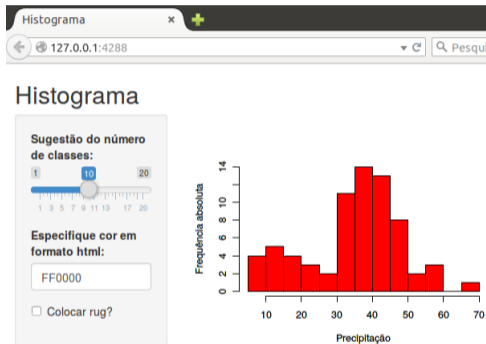 Histograma
127.0.0.1:4288
Pesqui
Histograma
Sugestão do número
de classes:
1 10 20
1 3 5 7 9 11 13 17 20
Especifique cor em
formato html:
FF0000
Colocar rug?
Frequência absoluta
0 2 4 6 8 10 14
10 20 30 40 50 60 70
Precipitação